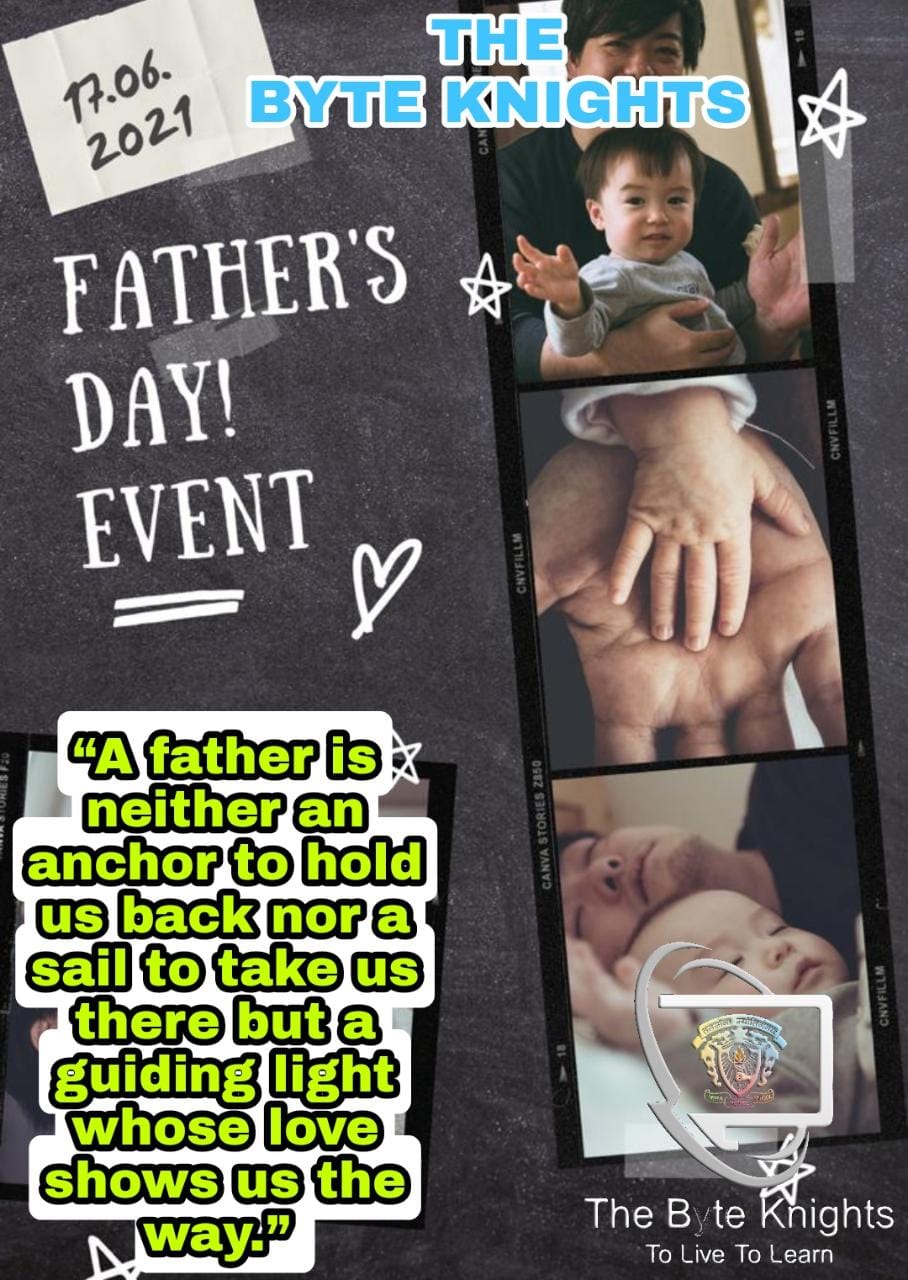 17.06.
2021
THE
BYTE KNIGHTS
FATHER'S
DAY!
EVENT
“A father is
neither an
anchor to hold
us back nor a
sail to take us
there but a
guiding light
whose love
shows us the
way.”
18
CNVFILLM
CNVFILLM
CANVA STORIES Z850
CNVFILLM
18
The Byte Knights
To Live To Learn